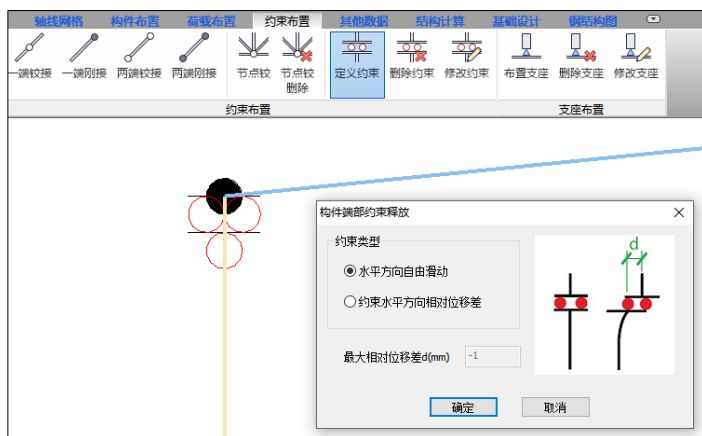 轴线网格 构件布置 荷载布置 约束布置 其他数据 结构计算 基础设计 钢结构图
一端铰接 一端刚接 两端铰接 两端刚接 节点铰 节点铰 定义约束 删除约束 修改约束 布置支座 删除支座 修改支座
删除
约束布置 支座布置
构件端部约束释放
约束类型
水平方向自由滑动
约束水平方向相对位移差
最大相对位移差d(mm) -1
d
确定 取消